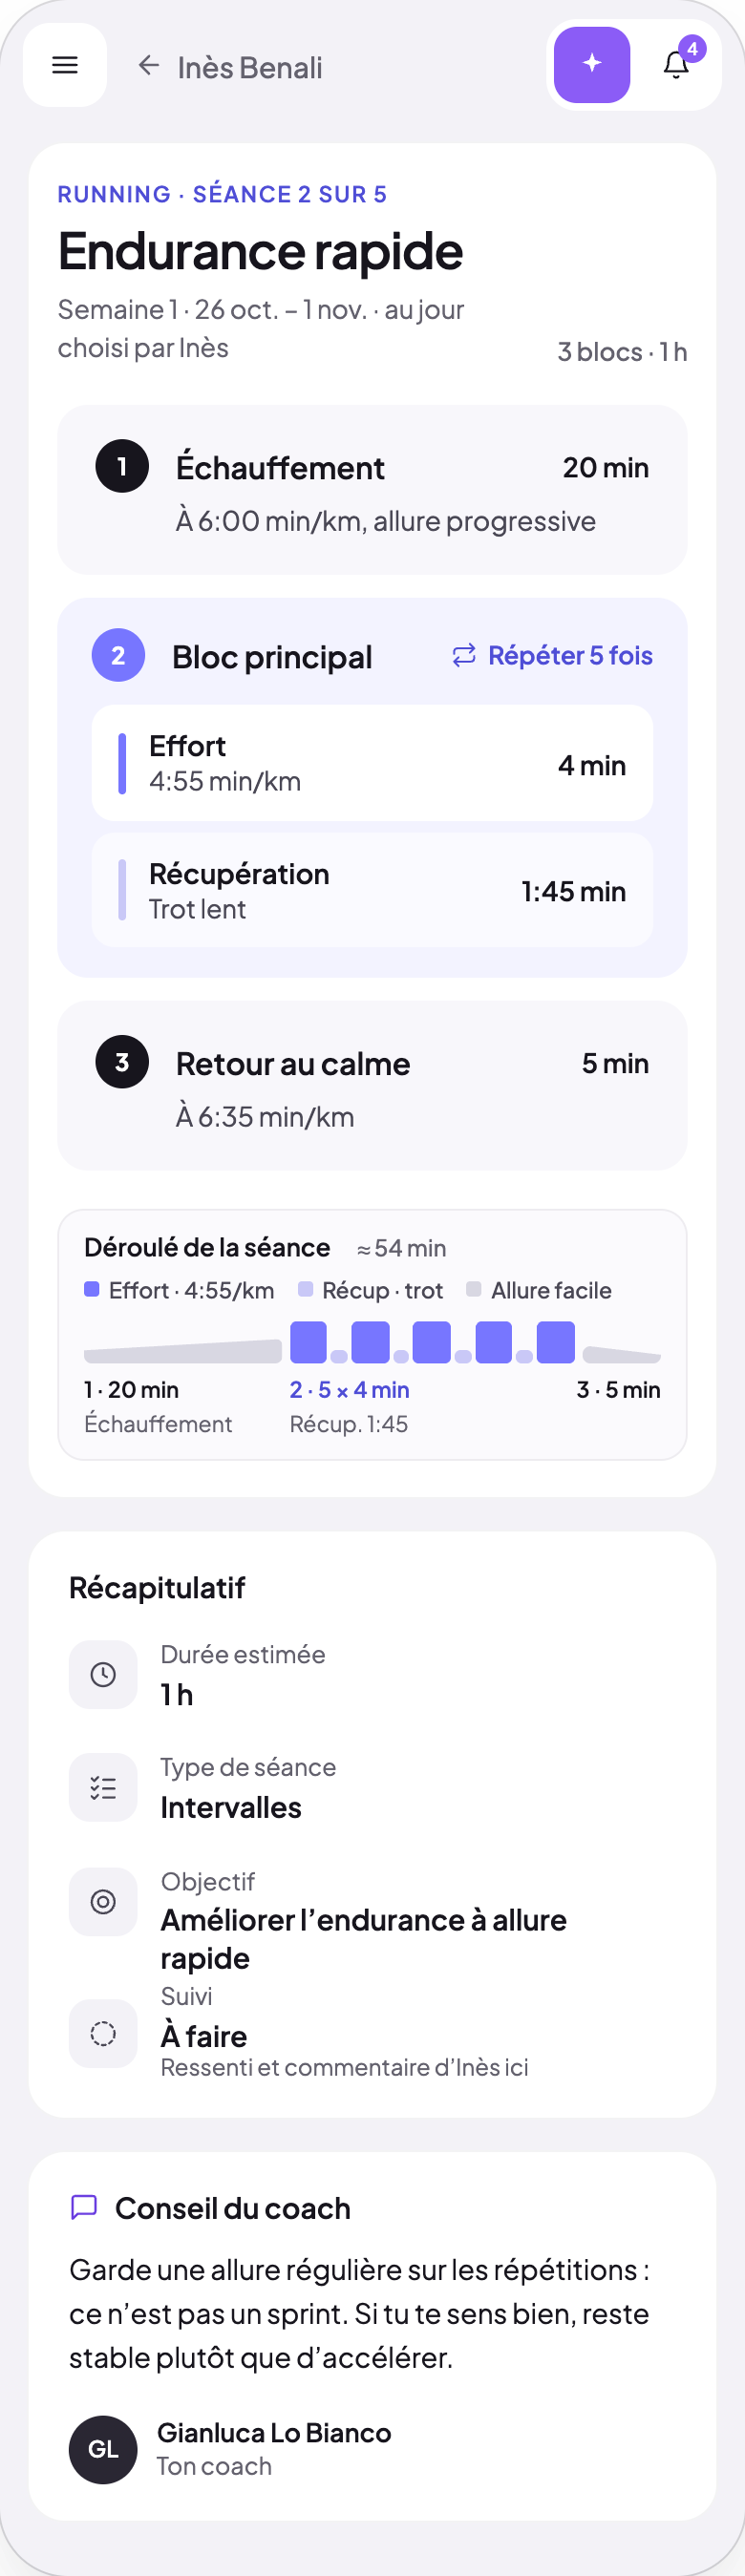 Inès Benali
4
RUNNING · SÉANCE 2 SUR 5
Endurance rapide
Semaine 1 · 26 oct. – 1 nov. · au jour
choisi par Inès
3 blocs · 1 h
1 Échauffement 20 min
À 6:00 min/km, allure progressive
2 Bloc principal Répéter 5 fois
Effort
4:55 min/km
4 min
Récupération
Trot lent
1:45 min
3 Retour au calme 5 min
À 6:35 min/km
Déroulé de la séance ≈ 54 min
Effort · 4:55/km Récup · trot Allure facile
1 · 20 min 2 · 5 × 4 min 3 · 5 min
Échauffement Récup. 1:45
Récapitulatif
Durée estimée
1 h
Type de séance
Intervalles
Objectif
Améliorer l’endurance à allure
rapide
Suivi
À faire
Ressenti et commentaire d’Inès ici
Conseil du coach
Garde une allure régulière sur les répétitions :
ce n’est pas un sprint. Si tu te sens bien, reste
stable plutôt que d’accélérer.
GL
Gianluca Lo Bianco
Ton coach